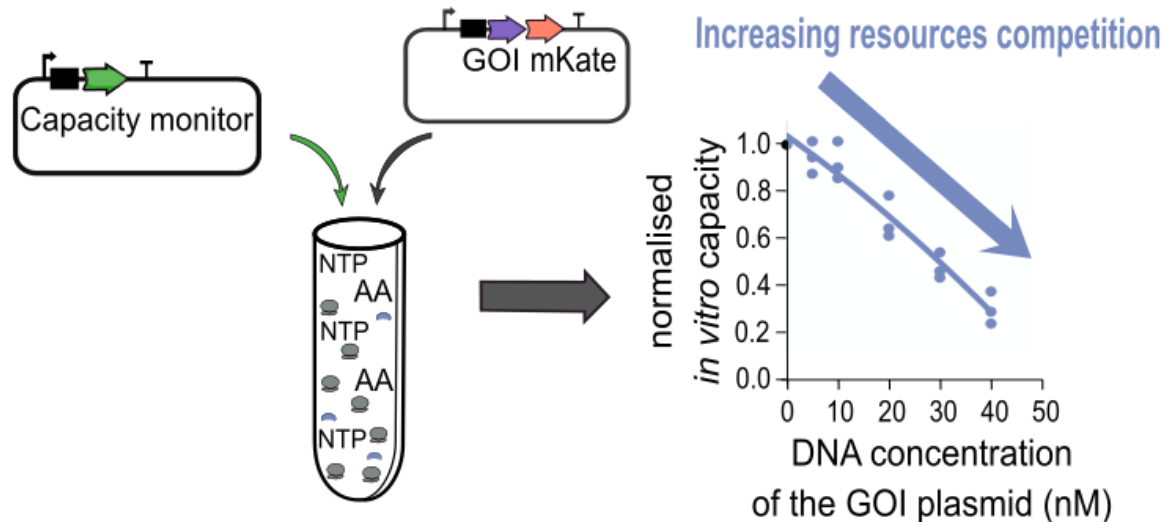 Capacity monitor
GOI mKate
NTP
AA
NTP
AA
NTP
Increasing resources competition
normalised
in vitro capacity
1.0
0.8
0.6
0.4
0.2
0.0
0 10 20 30 40 50
DNA concentration
of the GOI plasmid (nM)